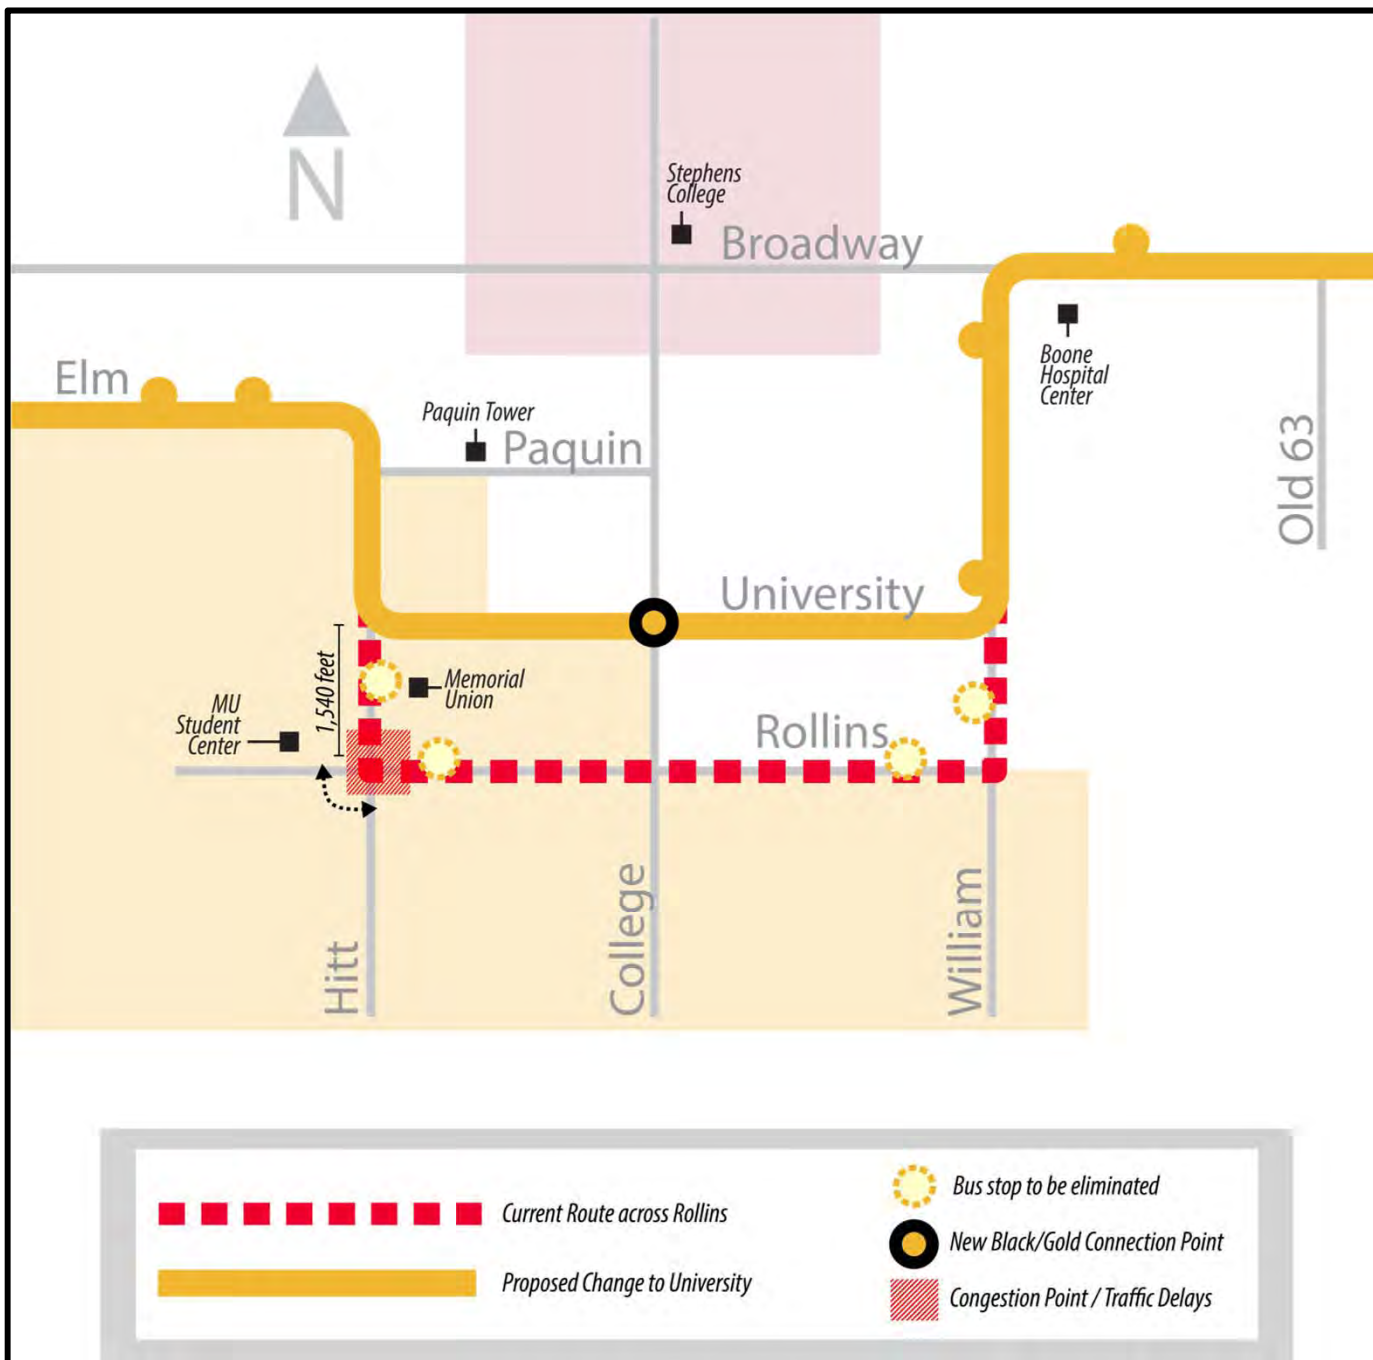 N
Stephens
College
Broadway
Boone
Hospital
Center
Elm
Paquin Tower
Paquin
Old 63
University
1,540 feet
Memorial
Union
MU
Student
Center
Rollins
Hitt
College
William
Current Route across Rollins
Proposed Change to University
Bus stop to be eliminated
New Black/Gold Connection Point
Congestion Point / Traffic Delays